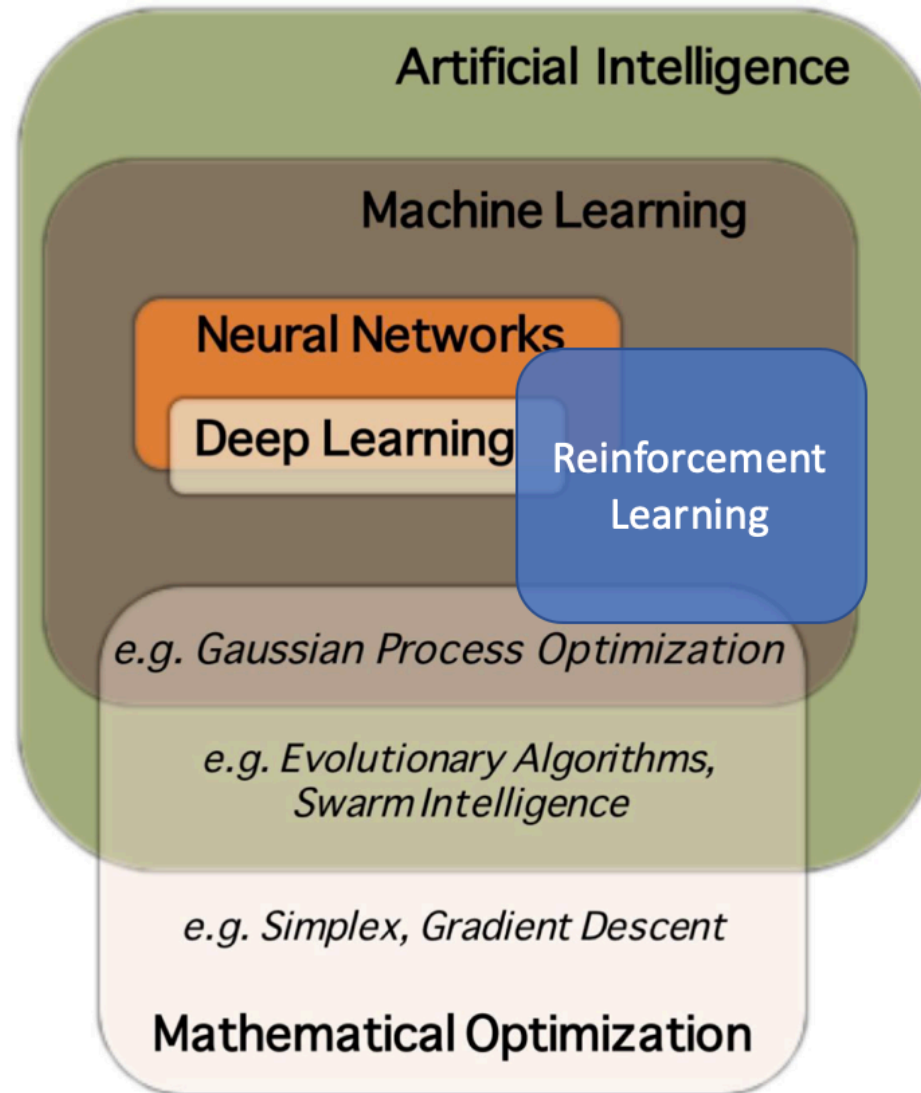 Artificial Intelligence
Machine Learning
Neural Networks
Deep Learning
Reinforcement
Learning
e.g. Gaussian Process Optimization
e.g. Evolutionary Algorithms,
Swarm Intelligence
e.g. Simplex, Gradient Descent
Mathematical Optimization